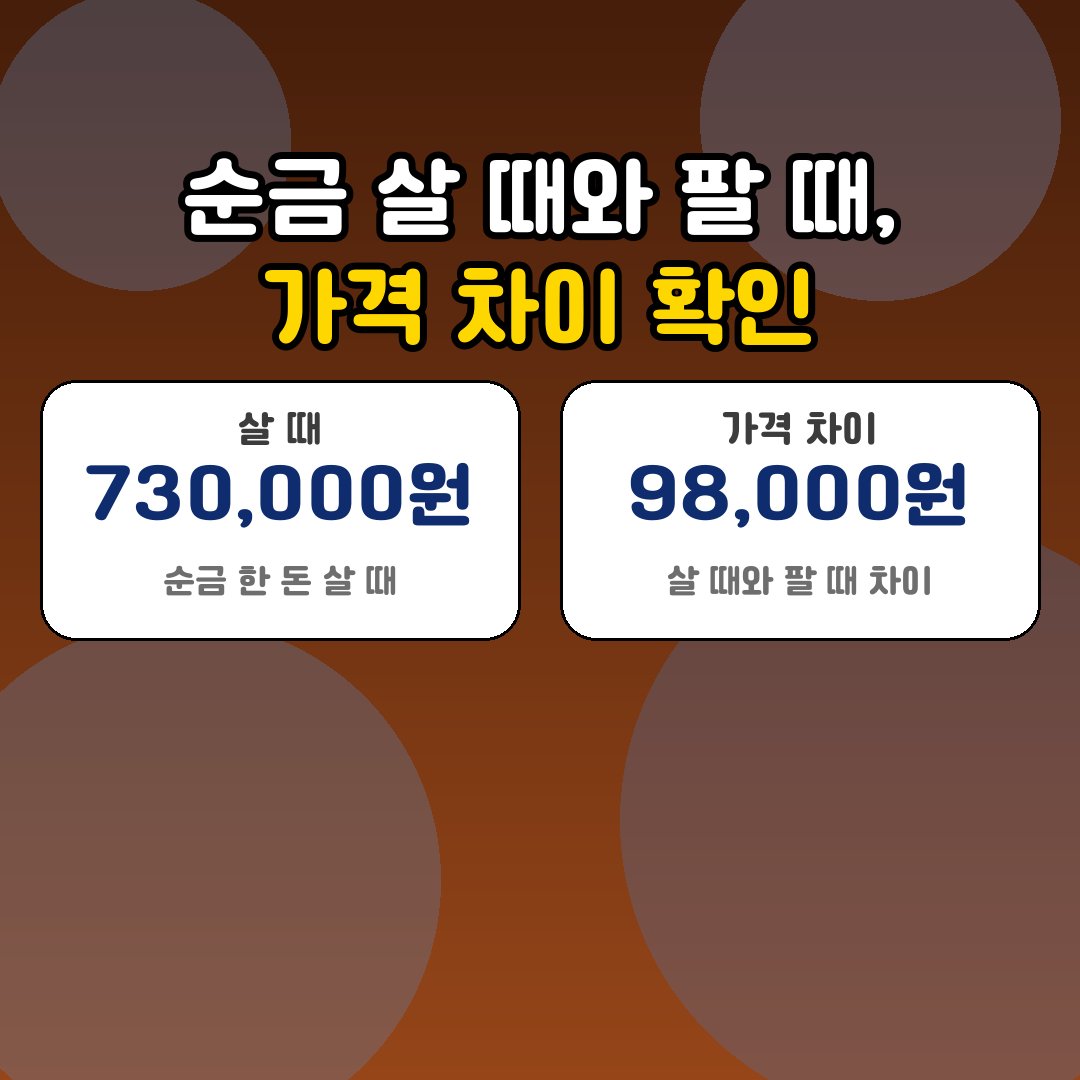 순금 살 때와 팔 때,
가격 차이 확인
살 때
730,000원
순금 한 돈 살 때
가격 차이
98,000원
살 때와 팔 때 차이